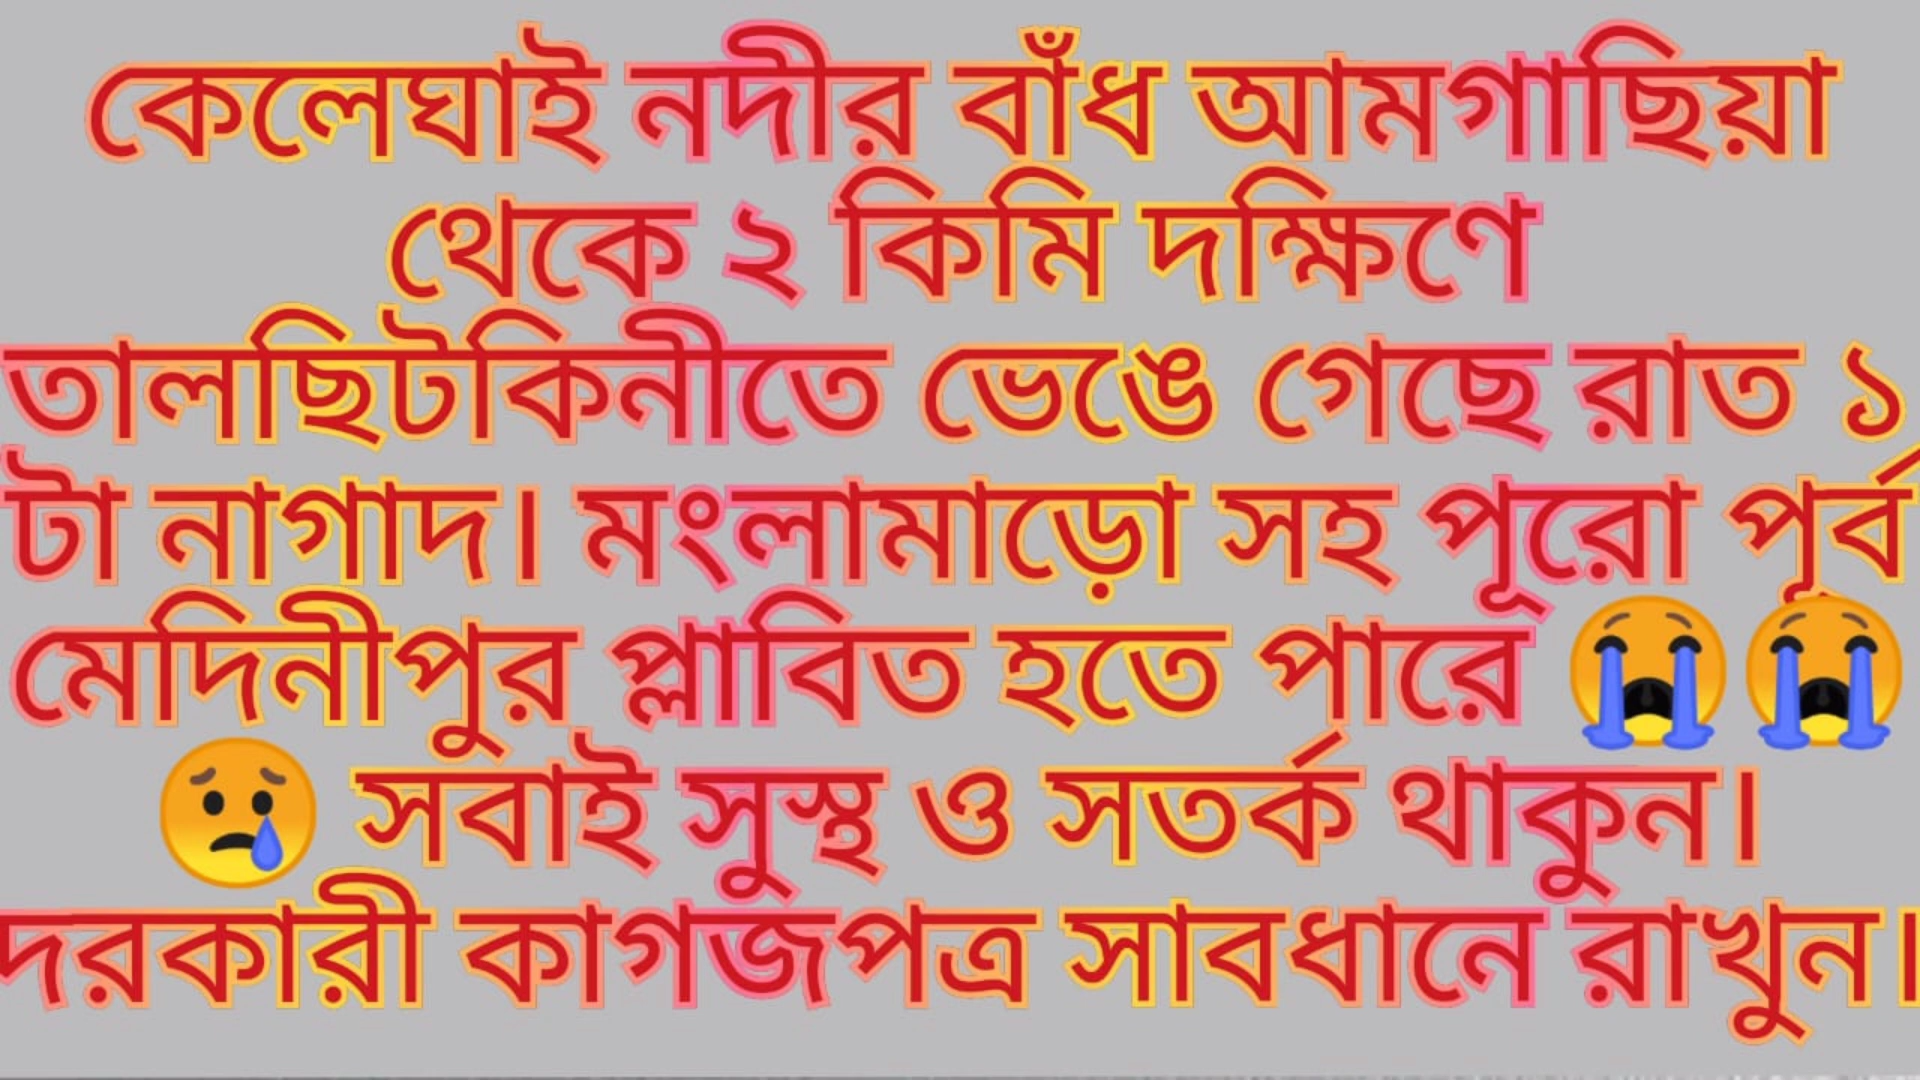 কেলেঘাই নদীর বাঁধ আমগাছিয়া
থেকে ২ কিমি দক্ষিণে
তালছিটকিনীতে ভেঙে গেছে রাত ১
টা নাগাদ। মংলামাড়ো সহ পূরো পূর্ব
মেদিনীপুর প্লাবিত হতে পারে 😭😭
😢 সবাই সুস্থ ও সতর্ক থাকুন।
দরকারী কাগজপত্র সাবধানে রাখুন।